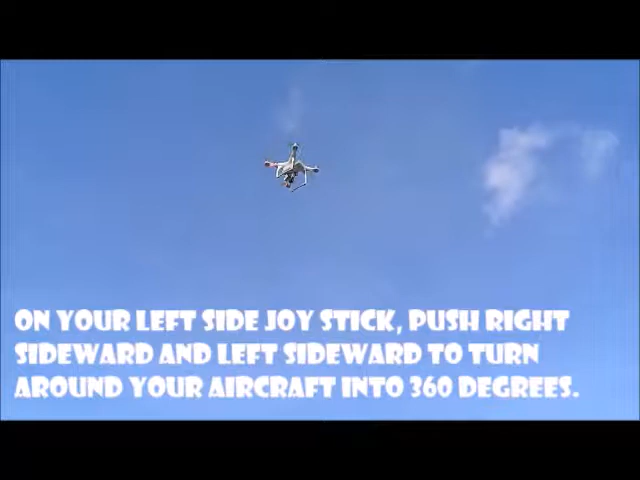 ON YOUR LEFT SIDE JOY STICK, PUSH RIGHT
SIDEWARD AND LEFT SIDEWARD TO TURN
AROUND YOUR AIRCRAFT INTO 360 DEGREES.